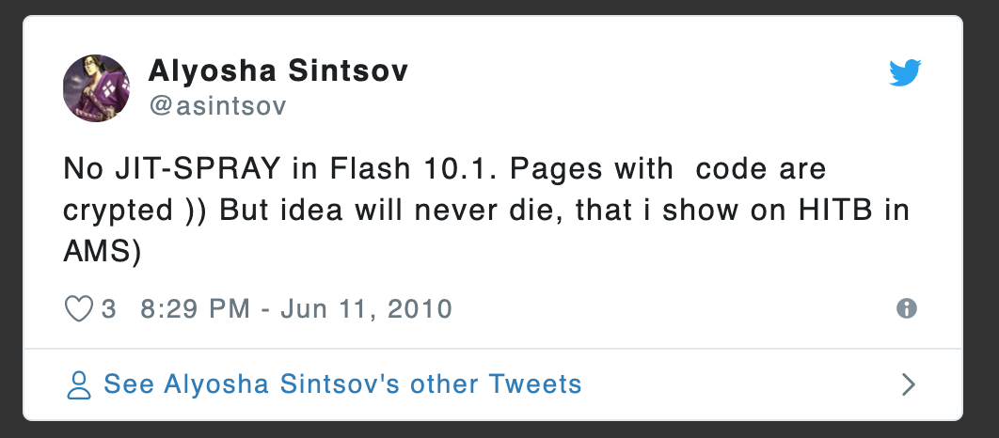 Alyosha Sintsov
@asintsov
No JIT-SPRAY in Flash 10.1. Pages with  code are
crypted )) But idea will never die, that i show on HITB in
AMS)
3 8:29 PM - Jun 11, 2010
See Alyosha Sintsov's other Tweets